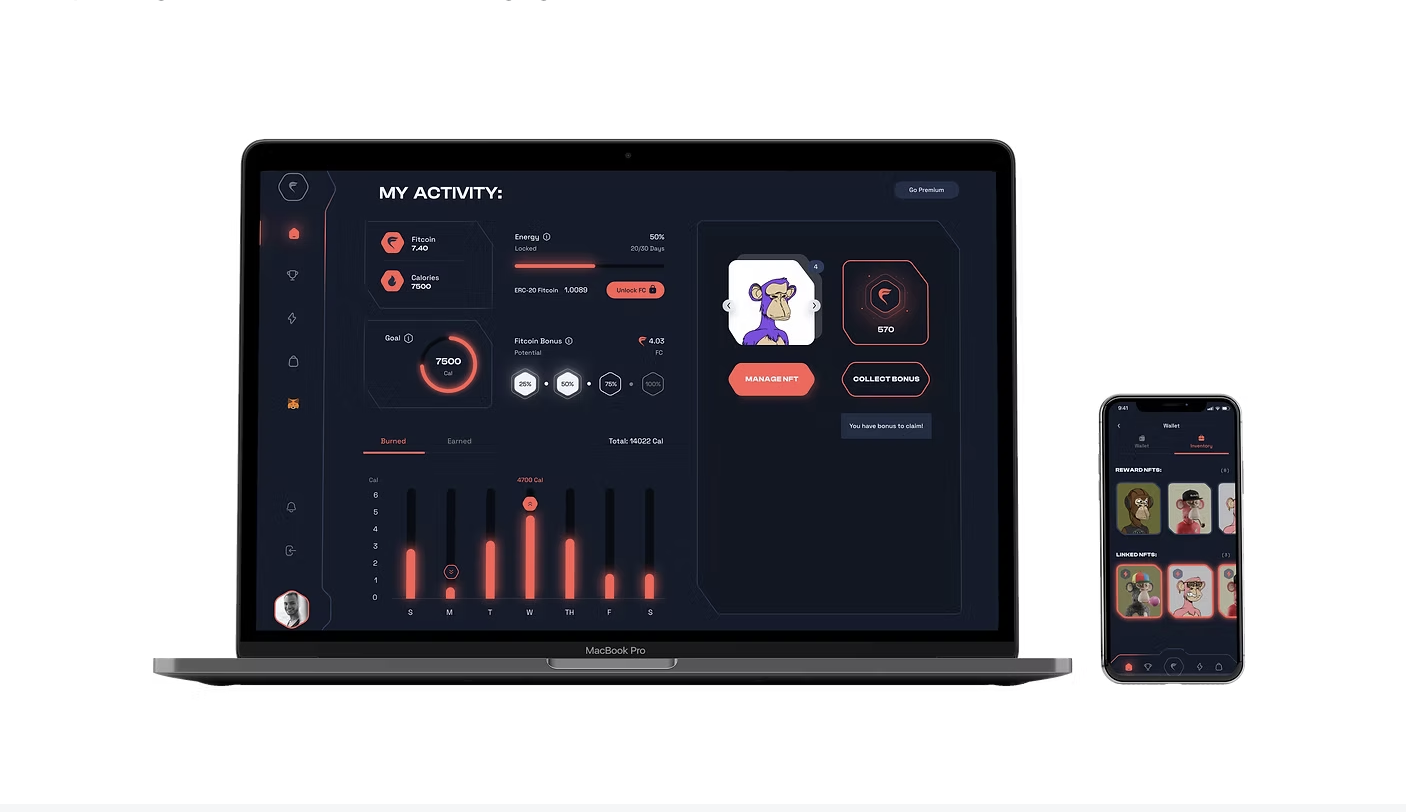 MY ACTIVITY:
Go Premium
Fitcoin
7.40
Calories
7500
Energy
50%
Locked
20/30 Days
ERC-20 Fitcoin 1.0089
Unlock FC
Goal
7500
Cal
Fitcoin Bonus
4.03
Potential
FC
25%
50%
75%
100%
Burned
Earned
Total: 14022 Cal
Cal
4700 Cal
6
5
4
3
2
1
0
S
M
T
W
TH
F
S
4
570
MANAGE NFT
COLLECT BONUS
You have bonus to claim!
MacBook Pro
9:41
Wallet
Wallet
Inventory
REWARD NFTS:
LINKED NFTS: